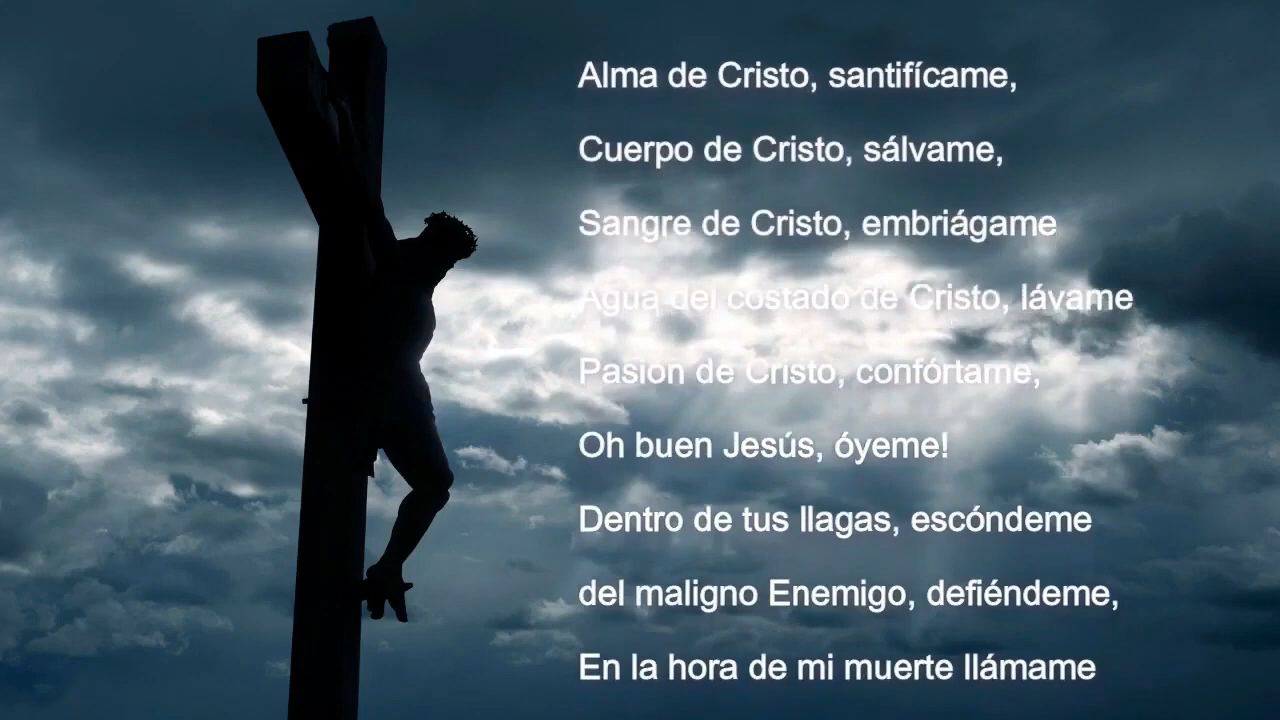 Alma de Cristo, santifícame,
Cuerpo de Cristo, sálvame,
Sangre de Cristo, embriágame
Agua del costado de Cristo, lávame
Pasion de Cristo, confórtame,
Oh buen Jesús, óyeme!
Dentro de tus llagas, escóndeme
del maligno Enemigo, defiéndeme,
En la hora de mi muerte llámame